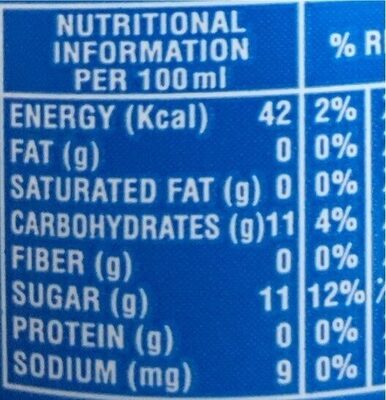 NUTRITIONAL
INFORMATION
PER 100ml
% R
ENERGY (Kcal) 42 2%
FAT (g) 0 0%
SATURATED FAT (g) 0 0%
CARBOHYDRATES (g)11 4%
FIBER (g) 0 0%
SUGAR (g) 11 12%
PROTEIN (g) 0 0%
SODIUM (mg) 9 0%